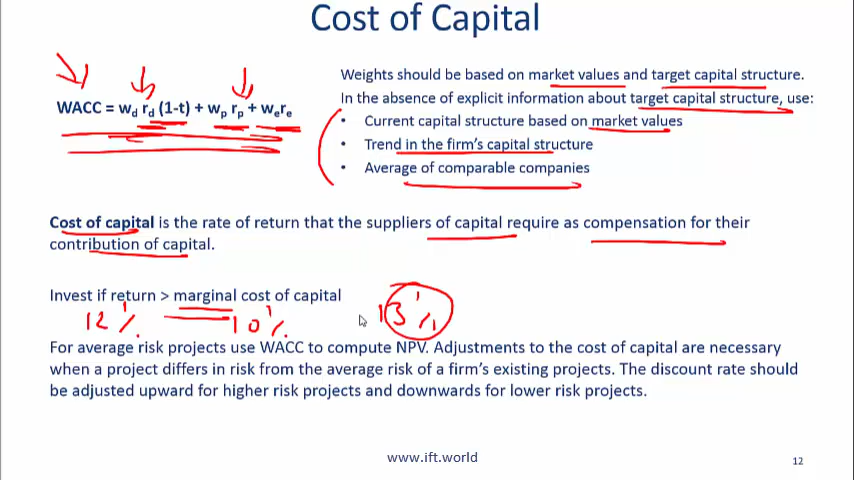 Cost of Capital
WACC = wd rd (1-t) + wp rp + we re
Weights should be based on market values and target capital structure.
In the absence of explicit information about target capital structure, use:
• Current capital structure based on market values
• Trend in the firm's capital structure
• Average of comparable companies
Cost of capital is the rate of return that the suppliers of capital require as compensation for their
contribution of capital.
Invest if return > marginal cost of capital
12% 10% 13%
For average risk projects use WACC to compute NPV. Adjustments to the cost of capital are necessary
when a project differs in risk from the average risk of a firm's existing projects. The discount rate should
be adjusted upward for higher risk projects and downwards for lower risk projects.
www.ift.world
12